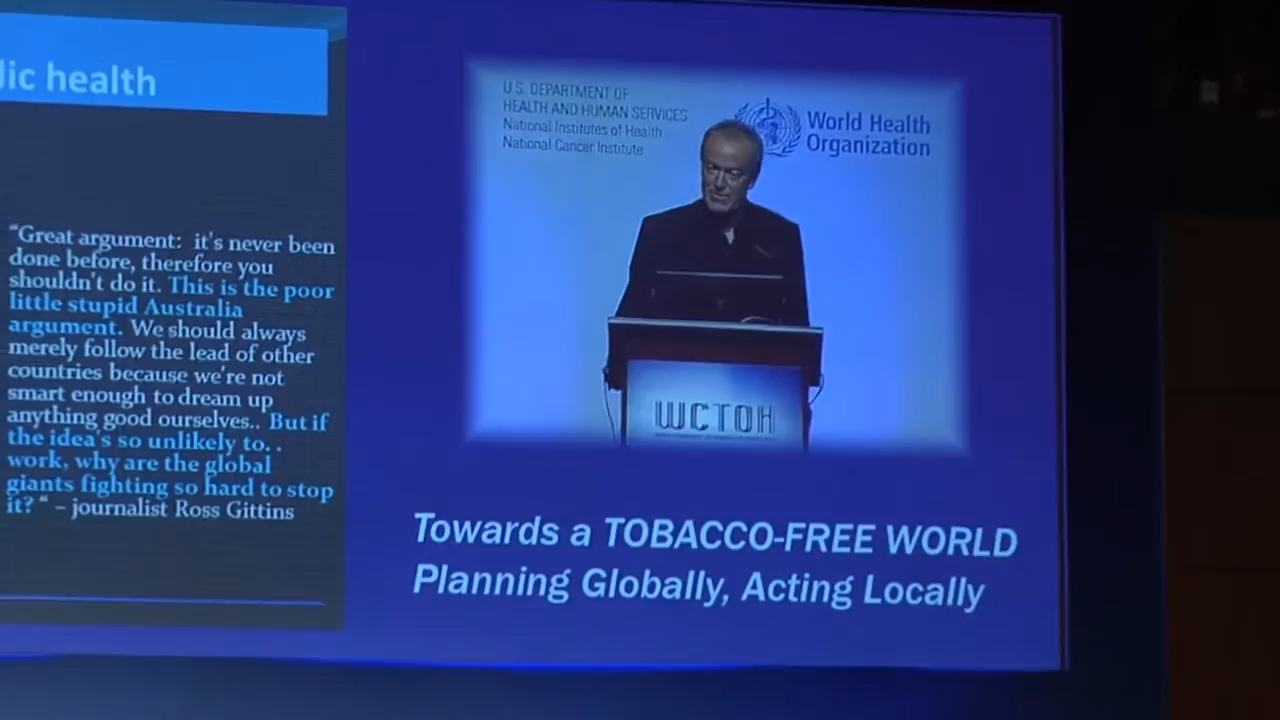 lic health
"Great argument: it's never been
done before, therefore you
shouldn't do it. This is the poor
little stupid Australia
argument. We should always
merely follow the lead of other
countries because we're not
smart enough to dream up
anything good ourselves.. But if
the idea's so unlikely to. .
work, why are the global
giants fighting so hard to stop
it? " – journalist Ross Gittins
U.S. DEPARTMENT OF
HEALTH AND HUMAN SERVICES
National Institutes of Health
National Cancer Institute
World Health
Organization
WCTOH
Towards a TOBACCO-FREE WORLD
Planning Globally, Acting Locally